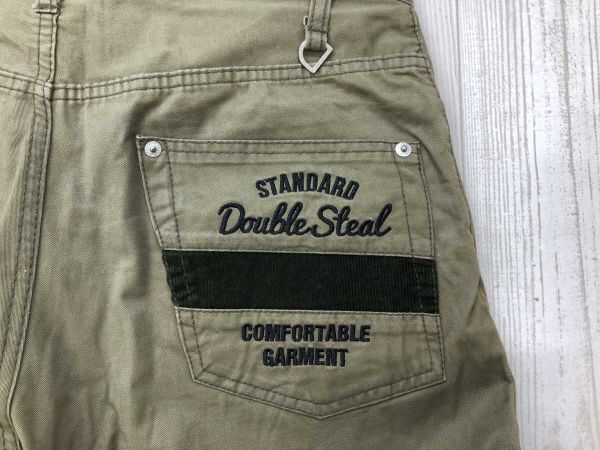 STANDARD
Double Steal
COMFORTABLE
GARMENT